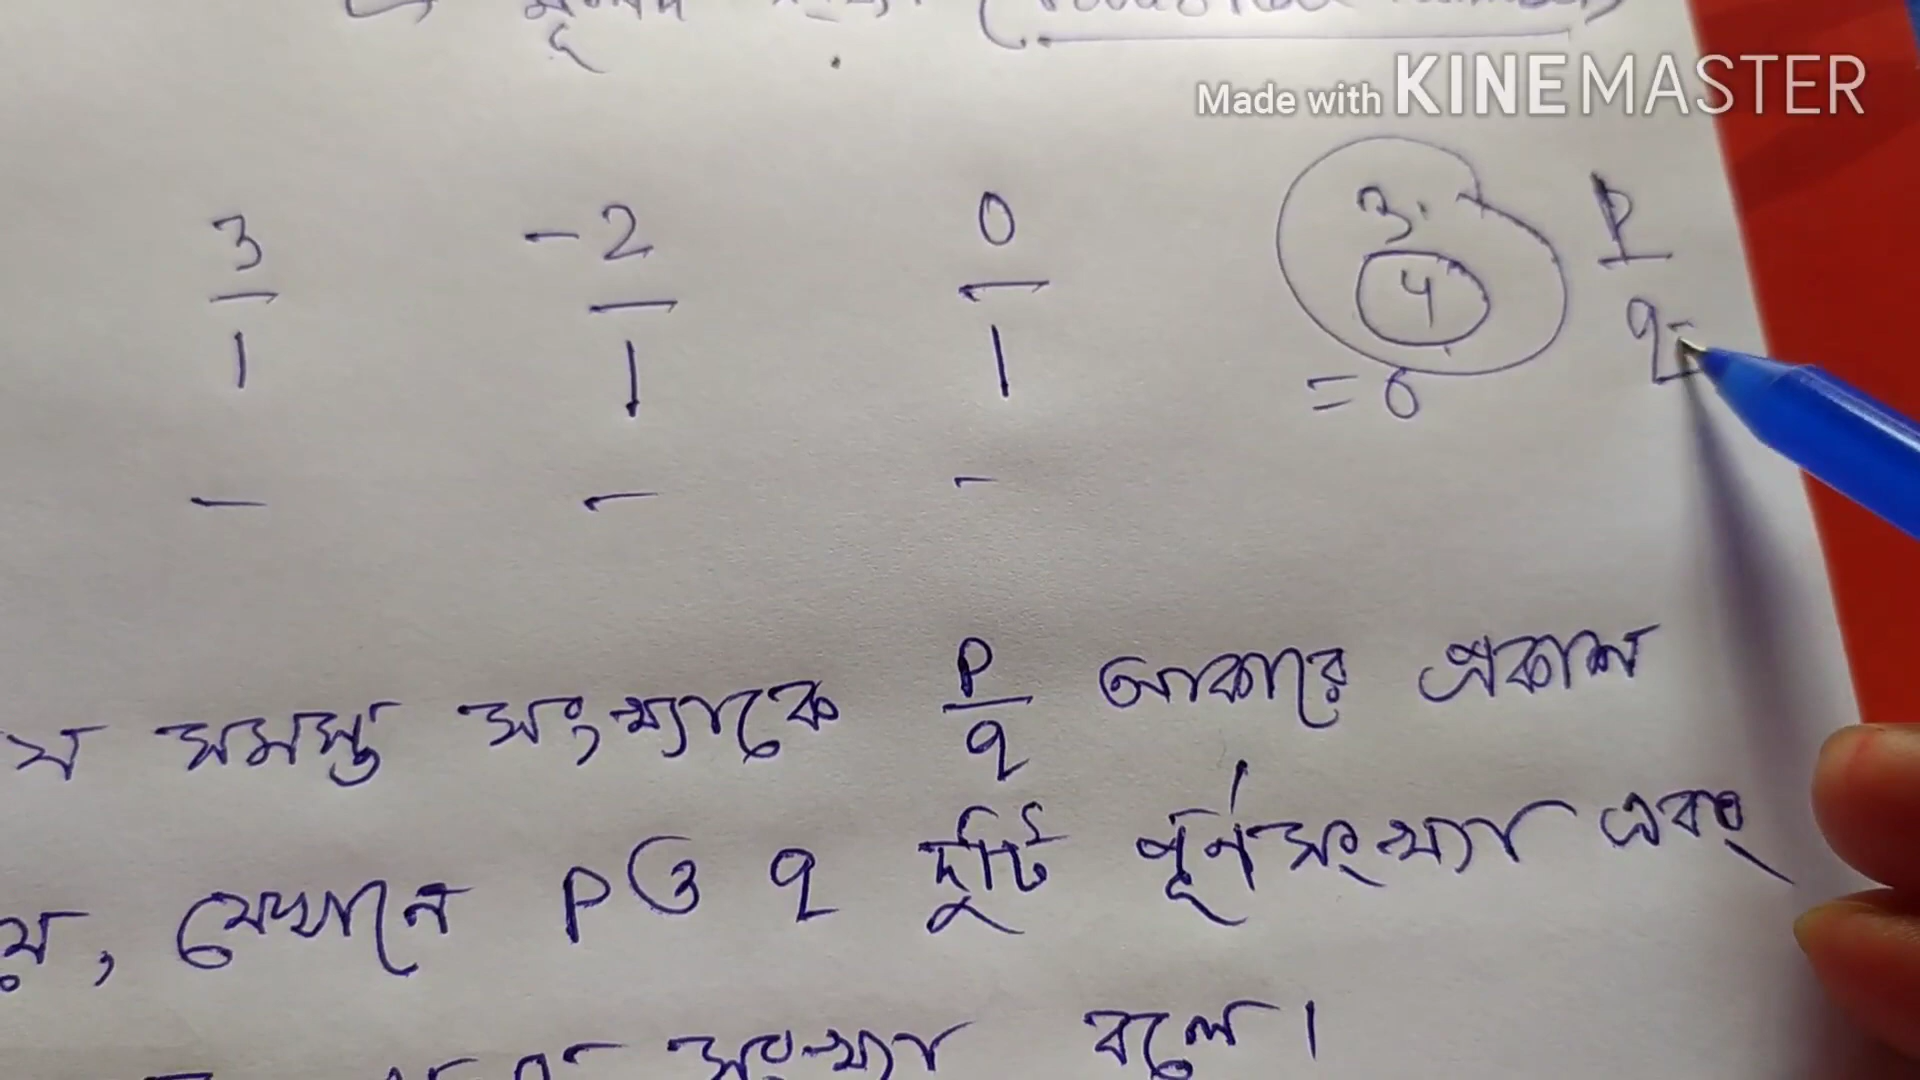 Made with KINEMASTER
3 -2 0 3 P
1 1 1 4 q
= 0
সমস্ত সংখ্যাকে P/q আকারে প্রকাশ
, যেখানে P ও q দুটি পূর্ণসংখ্যা এবং
সংখ্যা বলে।